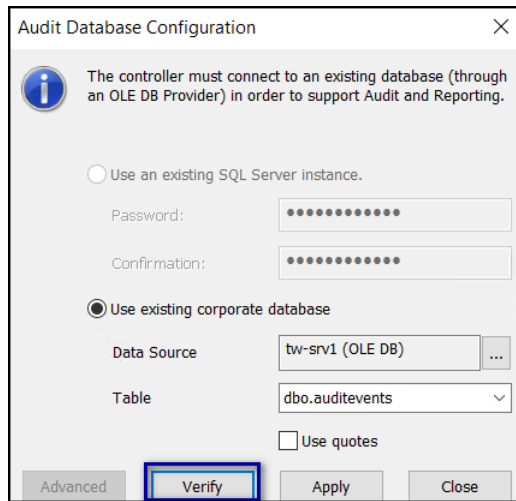 Audit Database Configuration
The controller must connect to an existing database (through
an OLE DB Provider) in order to support Audit and Reporting.
Use an existing SQL Server instance.
Password: ●●●●●●●●●●●●
Confirmation: ●●●●●●●●●●●●
Use existing corporate database
Data Source tw-srv1 (OLE DB) ...
Table dbo.auditevents
Use quotes
Advanced Verify Apply Close